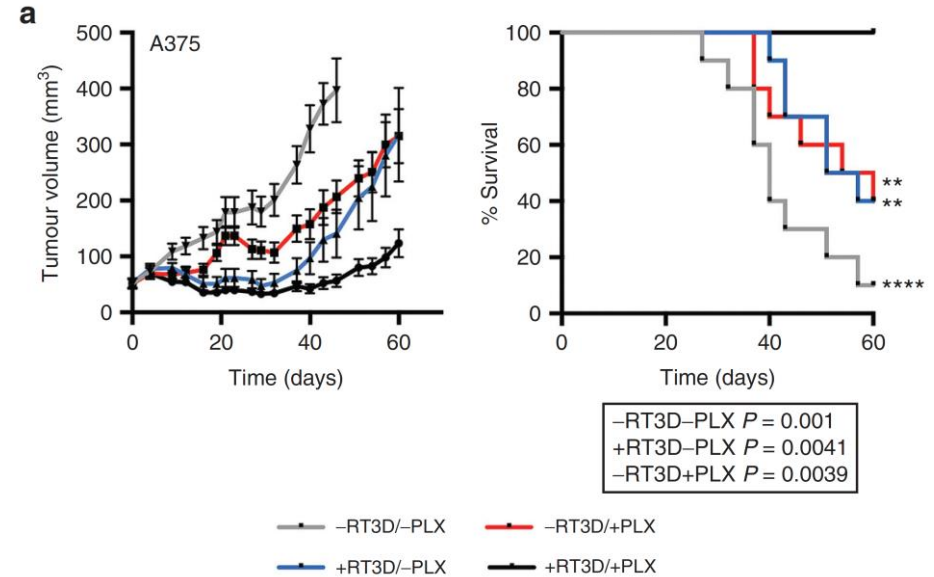 a
A375
Tumour volume (mm³)
500
400
300
200
100
0
0 20 40 60
Time (days)
% Survival
100
80
60
40
20
0
**
**
****
0 20 40 60
Time (days)
–RT3D–PLX P = 0.001
+RT3D–PLX P = 0.0041
–RT3D+PLX P = 0.0039
–RT3D/–PLX –RT3D/+PLX
+RT3D/–PLX +RT3D/+PLX